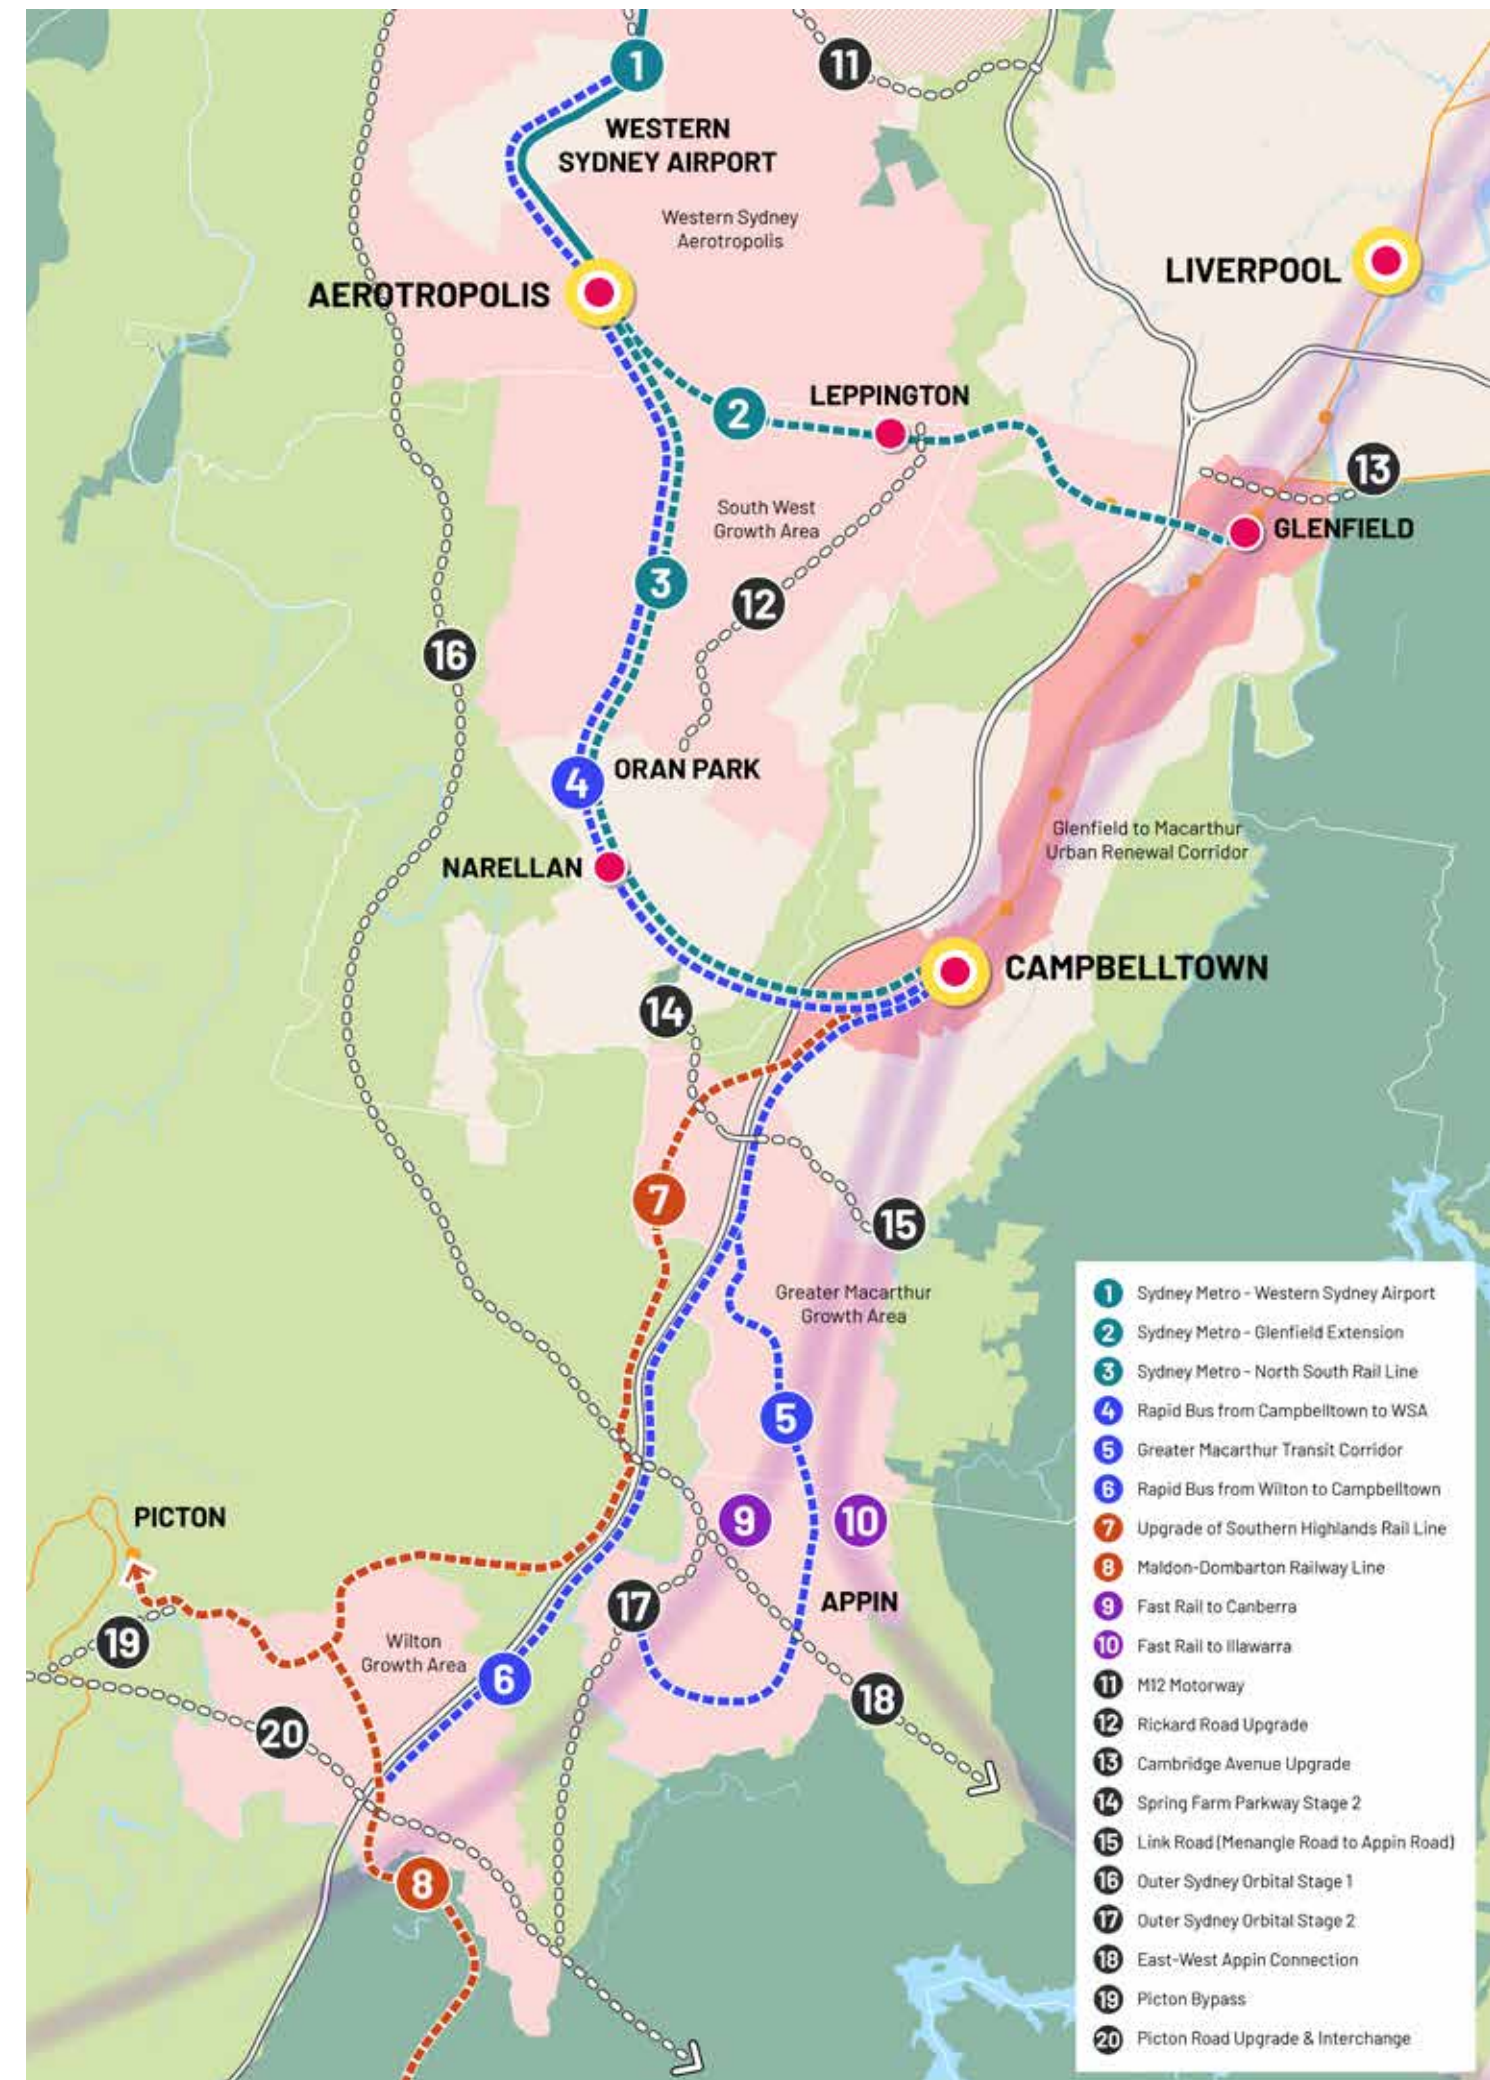 1
11
WESTERN
SYDNEY AIRPORT
Western Sydney
Aerotropolis
LIVERPOOL
AEROTROPOLIS
LEPPINGTON
2
13
South West
Growth Area
GLENFIELD
3
12
16
ORAN PARK
4
Glenfield to Macarthur
Urban Renewal Corridor
NARELLAN
CAMPBELLTOWN
14
7
15
Greater Macarthur
Growth Area
5
PICTON
9
10
APPIN
17
19
Wilton
Growth Area
6
18
20
8
1 Sydney Metro - Western Sydney Airport
2 Sydney Metro - Glenfield Extension
3 Sydney Metro - North South Rail Line
4 Rapid Bus from Campbelltown to WSA
5 Greater Macarthur Transit Corridor
6 Rapid Bus from Wilton to Campbelltown
7 Upgrade of Southern Highlands Rail Line
8 Maldon-Dombarton Railway Line
9 Fast Rail to Canberra
10 Fast Rail to Illawarra
11 M12 Motorway
12 Rickard Road Upgrade
13 Cambridge Avenue Upgrade
14 Spring Farm Parkway Stage 2
15 Link Road (Menangle Road to Appin Road)
16 Outer Sydney Orbital Stage 1
17 Outer Sydney Orbital Stage 2
18 East-West Appin Connection
19 Picton Bypass
20 Picton Road Upgrade & Interchange